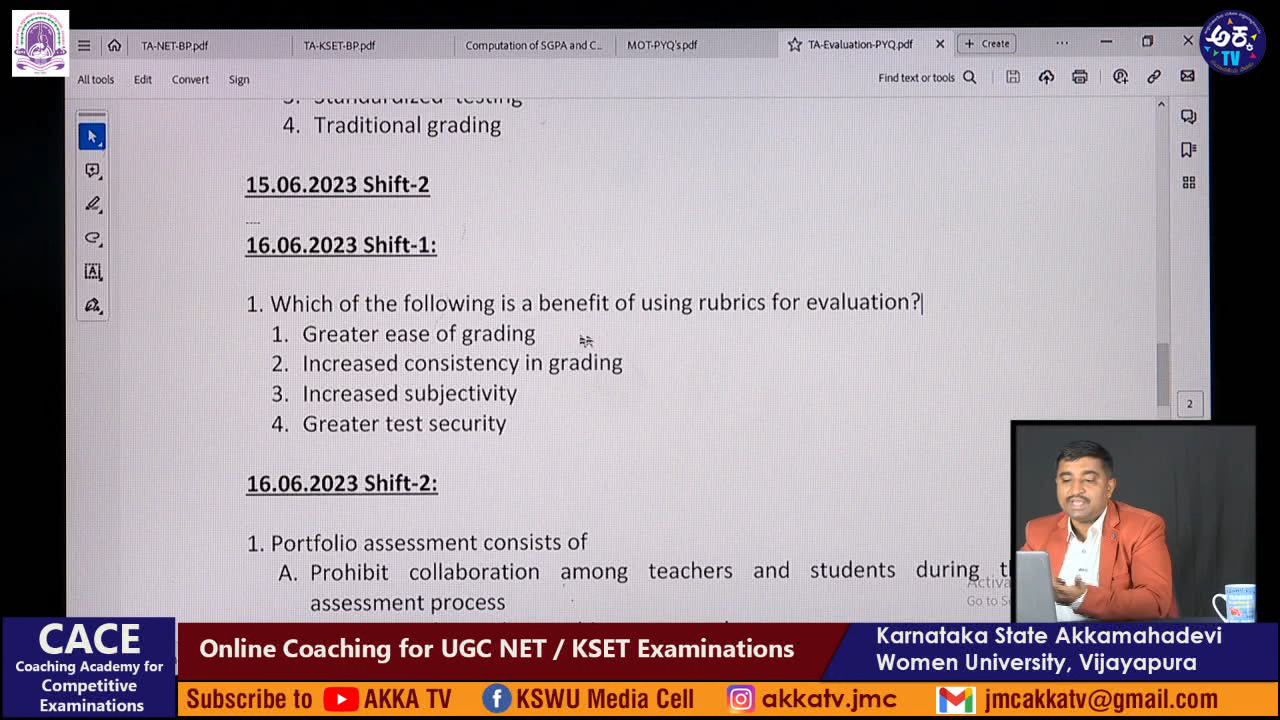 TA-NET-BP.pdf
TA-KSET-BP.pdf
Computation of SGPA and C...
MOT-PYQ's.pdf
TA-Evaluation-PYQ.pdf
+ Create
ಅಕ್ಕ
TV
All tools
Edit
Convert
Sign
Find text or tools
3. Standardized testing
4. Traditional grading
15.06.2023 Shift-2
----
16.06.2023 Shift-1:
1. Which of the following is a benefit of using rubrics for evaluation?
1. Greater ease of grading
2. Increased consistency in grading
3. Increased subjectivity
4. Greater test security
2
16.06.2023 Shift-2:
1. Portfolio assessment consists of
A. Prohibit collaboration among teachers and students during
assessment process
CACE
Coaching Academy for
Competitive
Examinations
Online Coaching for UGC NET / KSET Examinations
Karnataka State Akkamahadevi
Women University, Vijayapura
Subscribe to AKKA TV
KSWU Media Cell
akkatv.jmc
jmcakkatv@gmail.com